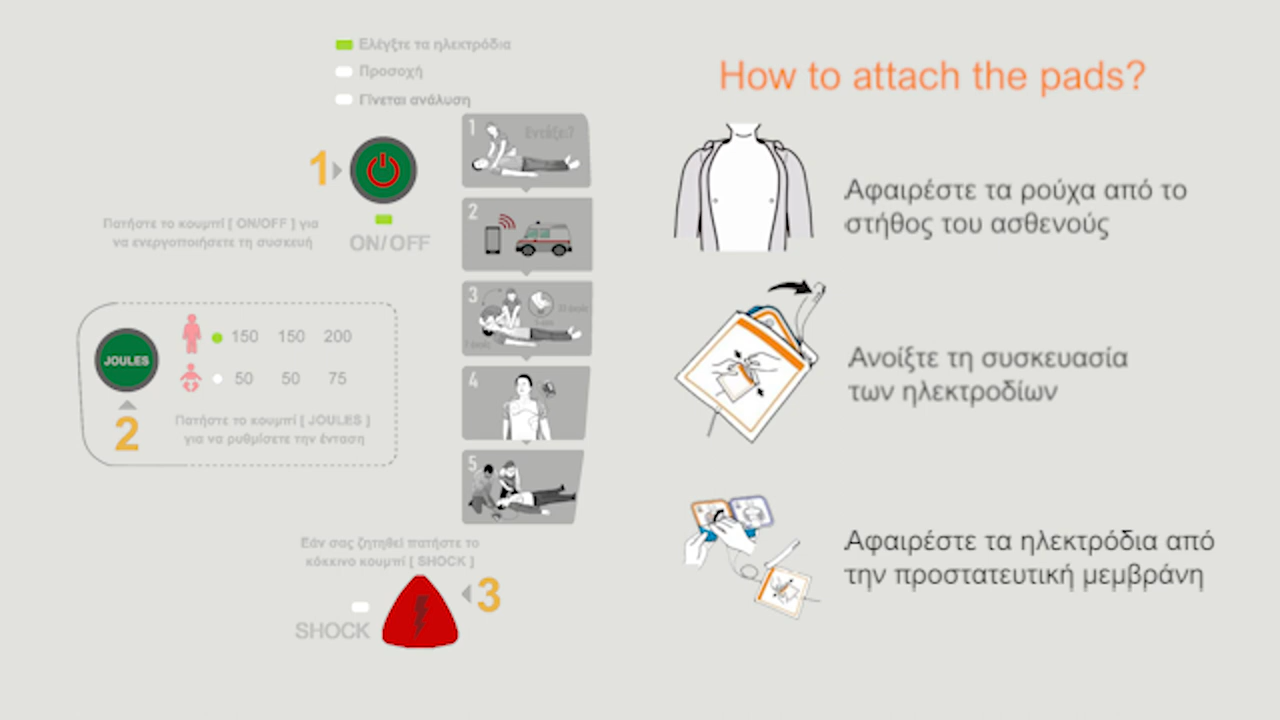 Ελέγξτε τα ηλεκτρόδια
Προσοχή
Γίνεται ανάλυση
1
Πατήστε το κουμπί [ ON/OFF ] για
να ενεργοποιήσετε τη συσκευή
ON/OFF
JOULES
150 150 200
50 50 75
2
Πατήστε το κουμπί [ JOULES ]
για να ρυθμίσετε την ένταση
1 Εντάξει?
2
3
4
5
Εάν σας ζητηθεί πατήστε το
κόκκινο κουμπί [ SHOCK ]
3
SHOCK
How to attach the pads?
Αφαιρέστε τα ρούχα από το
στήθος του ασθενούς
Ανοίξτε τη συσκευασία
των ηλεκτροδίων
Αφαιρέστε τα ηλεκτρόδια από
την προστατευτική μεμβράνη